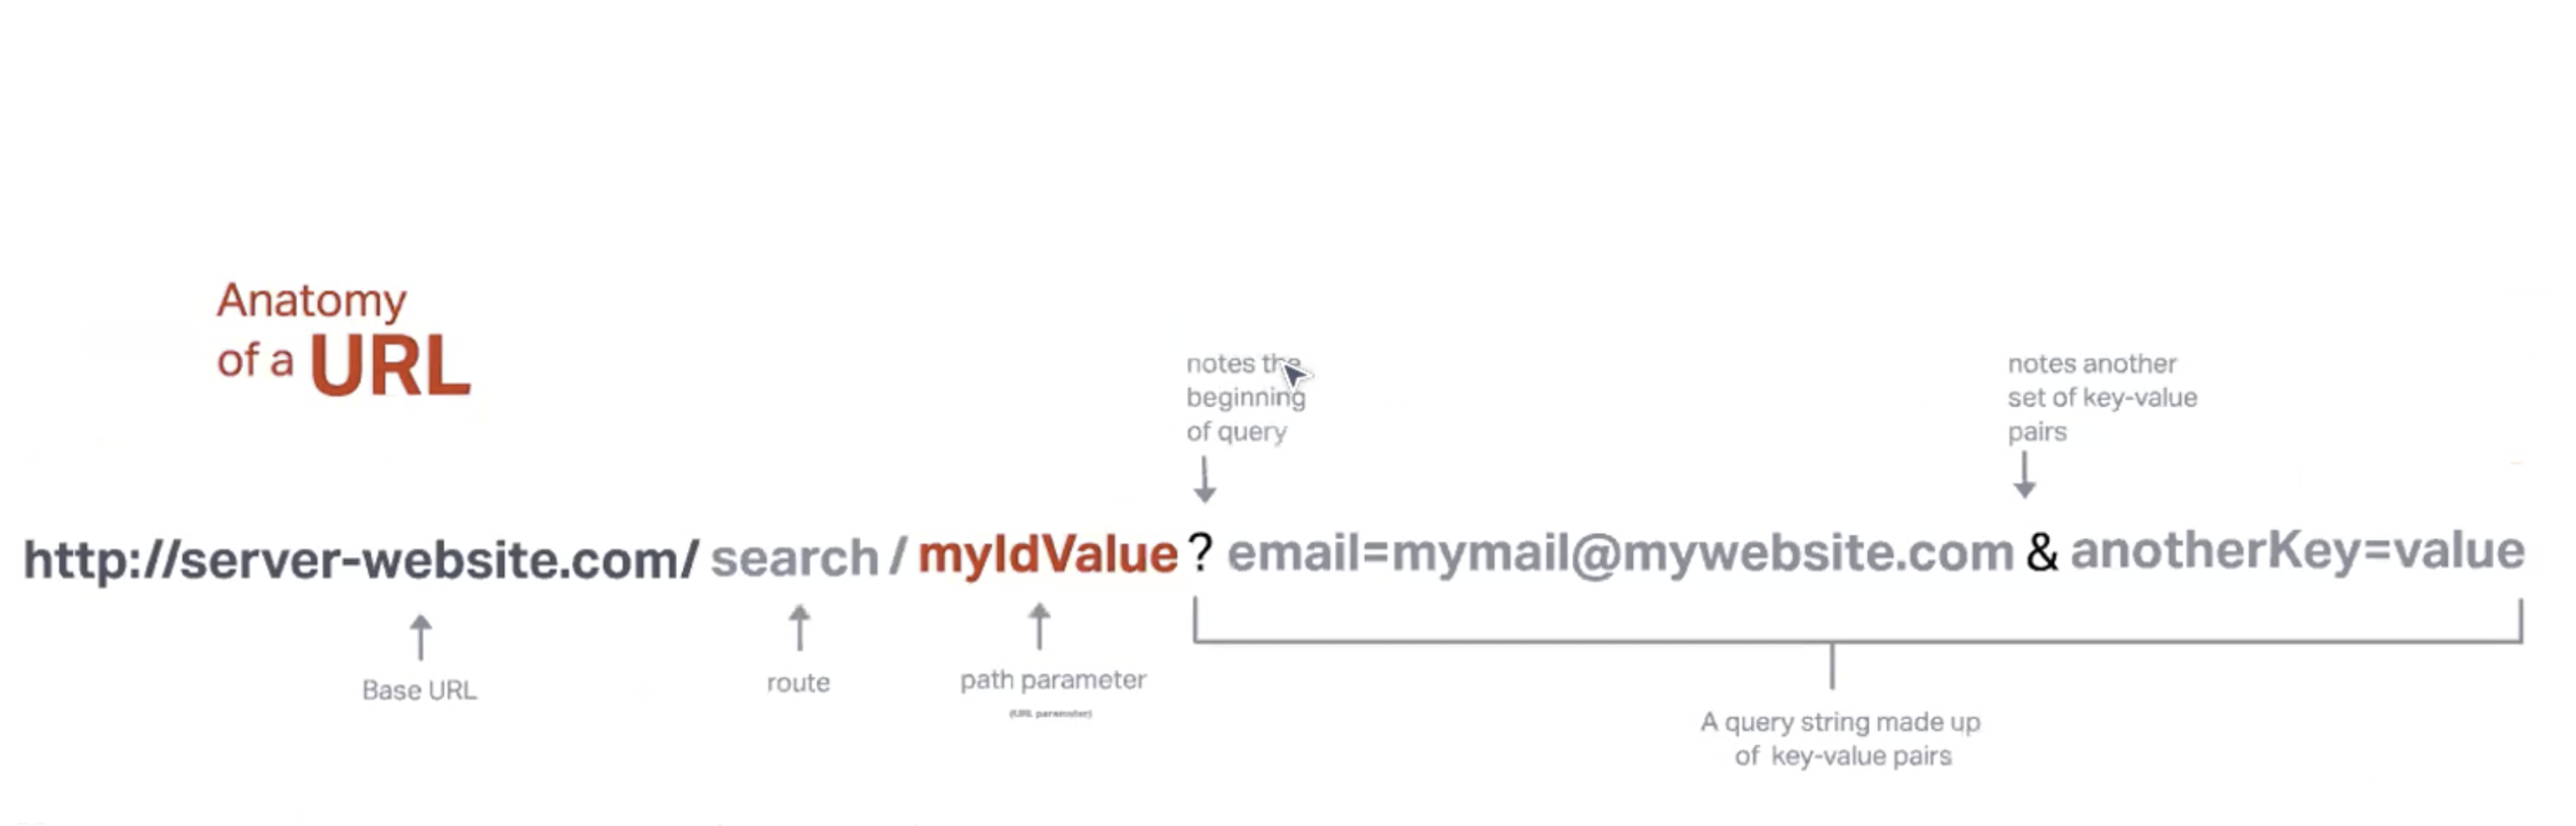 Anatomy
of a URL
notes the
beginning
of query
notes another
set of key-value
pairs
http://server-website.com/ search / myIdValue ? email=mymail@mywebsite.com & anotherKey=value
Base URL
route
path parameter
(URL parameter)
A query string made up
of key-value pairs